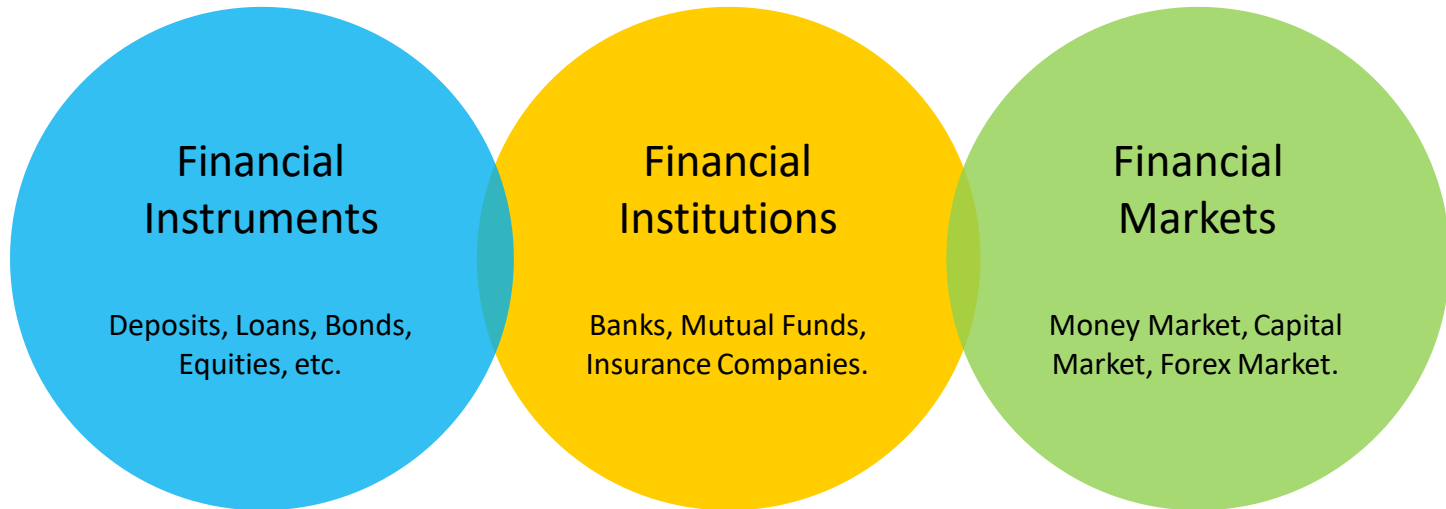 Financial
Instruments
Deposits, Loans, Bonds,
Equities, etc.
Financial
Institutions
Banks, Mutual Funds,
Insurance Companies.
Financial
Markets
Money Market, Capital
Market, Forex Market.